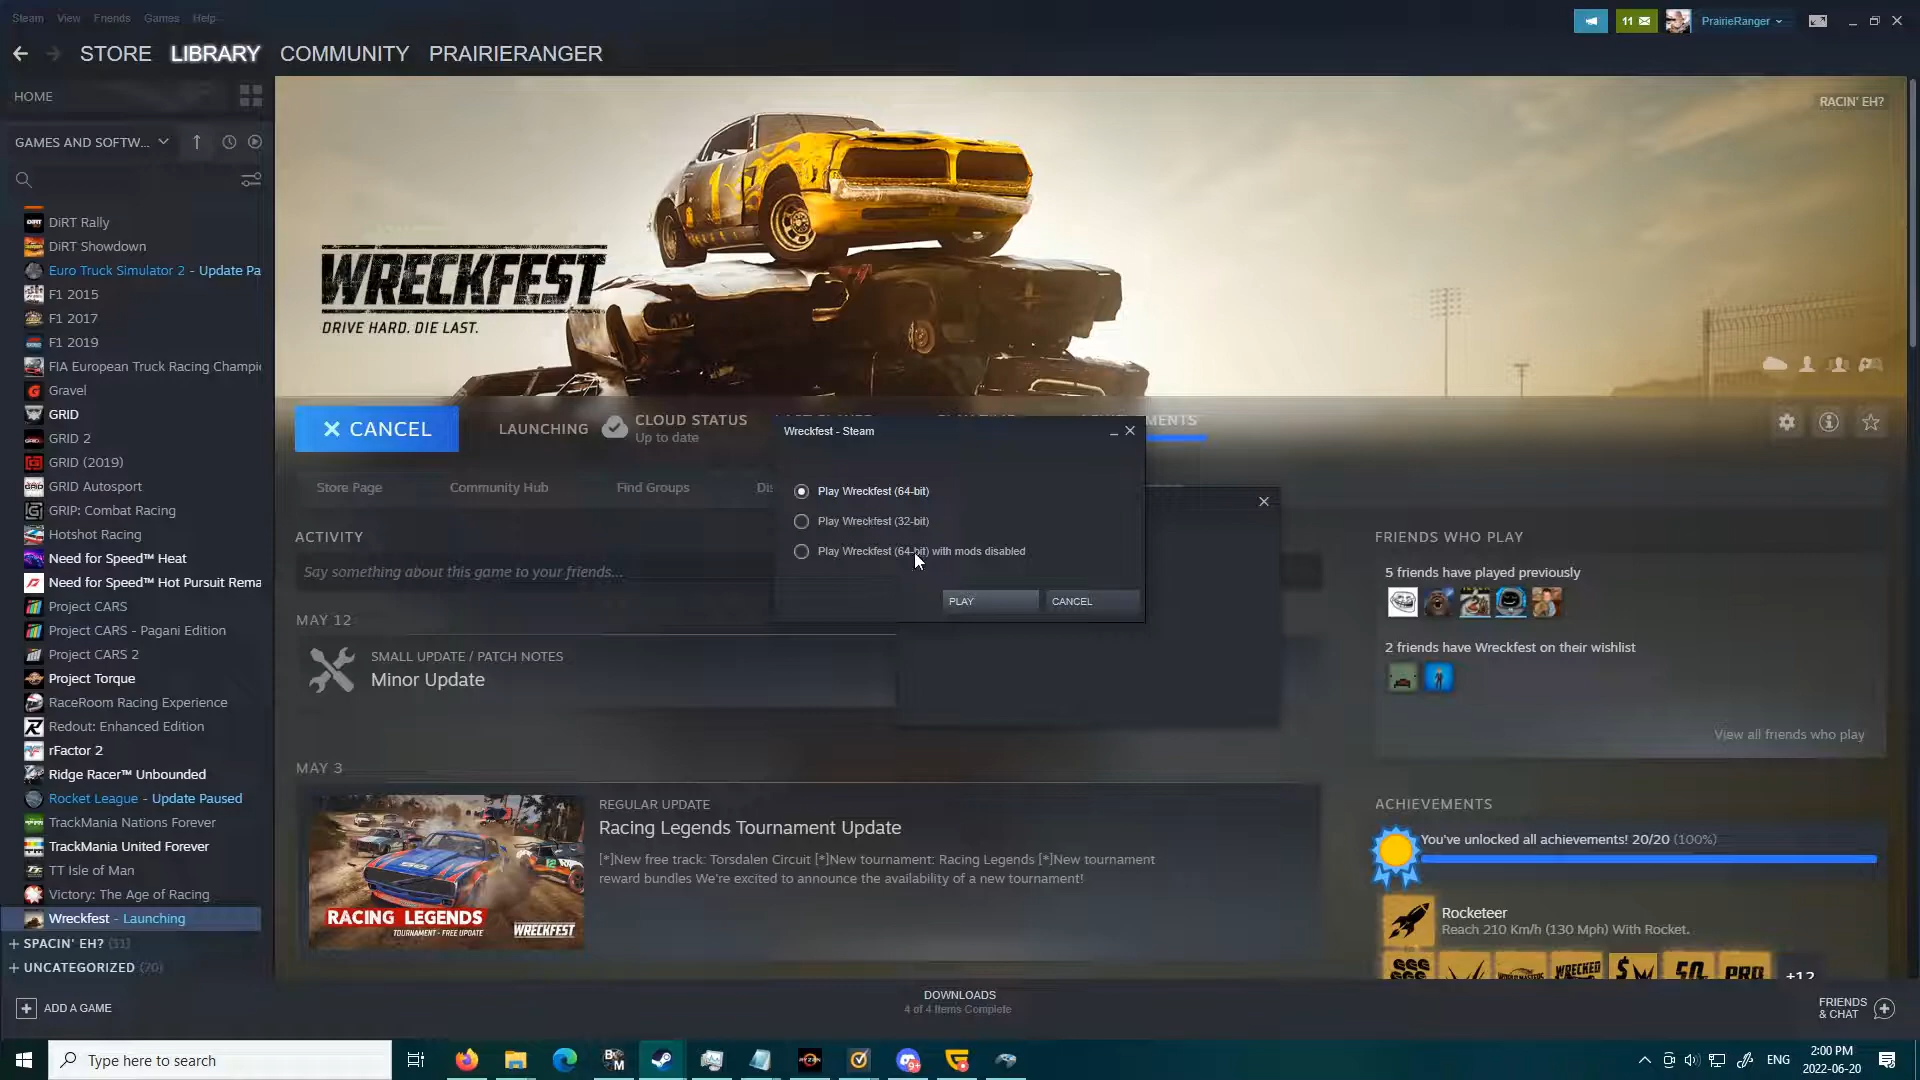 Steam View Friends Games Help
11 PrairieRanger
STORE LIBRARY COMMUNITY PRAIRIERANGER
HOME
GAMES AND SOFTW...
DiRT Rally
DiRT Showdown
Euro Truck Simulator 2 - Update Pa
F1 2015
F1 2017
F1 2019
FIA European Truck Racing Champi
Gravel
GRID
GRID 2
GRID (2019)
GRID Autosport
GRIP: Combat Racing
Hotshot Racing
Need for Speed™ Heat
Need for Speed™ Hot Pursuit Rema
Project CARS
Project CARS - Pagani Edition
Project CARS 2
Project Torque
RaceRoom Racing Experience
Redout: Enhanced Edition
rFactor 2
Ridge Racer™ Unbounded
Rocket League - Update Paused
TrackMania Nations Forever
TrackMania United Forever
TT Isle of Man
Victory: The Age of Racing
Wreckfest - Launching
SPACIN' EH?
UNCATEGORIZED (70)
ADD A GAME
RACIN' EH?
WRECKFEST
DRIVE HARD. DIE LAST.
CANCEL
LAUNCHING
CLOUD STATUS
Up to date
MENTS
Store Page Community Hub Find Groups Dis
Wreckfest - Steam
Play Wreckfest (64-bit)
Play Wreckfest (32-bit)
Play Wreckfest (64-bit) with mods disabled
PLAY CANCEL
ACTIVITY
Say something about this game to your friends...
MAY 12
SMALL UPDATE / PATCH NOTES
Minor Update
MAY 3
RACING LEGENDS
TOURNAMENT - FREE UPDATE
WRECKFEST
REGULAR UPDATE
Racing Legends Tournament Update
[*]New free track: Torsdalen Circuit [*]New tournament: Racing Legends [*]New tournament
reward bundles We're excited to announce the availability of a new tournament!
FRIENDS WHO PLAY
5 friends have played previously
2 friends have Wreckfest on their wishlist
View all friends who play
ACHIEVEMENTS
You've unlocked all achievements! 20/20 (100%)
Rocketeer
Reach 210 Km/h (130 Mph) With Rocket.
WRECKED
+12
DOWNLOADS
4 of 4 Items Complete
FRIENDS
& CHAT
Type here to search
ENG
2:00 PM
2022-06-20